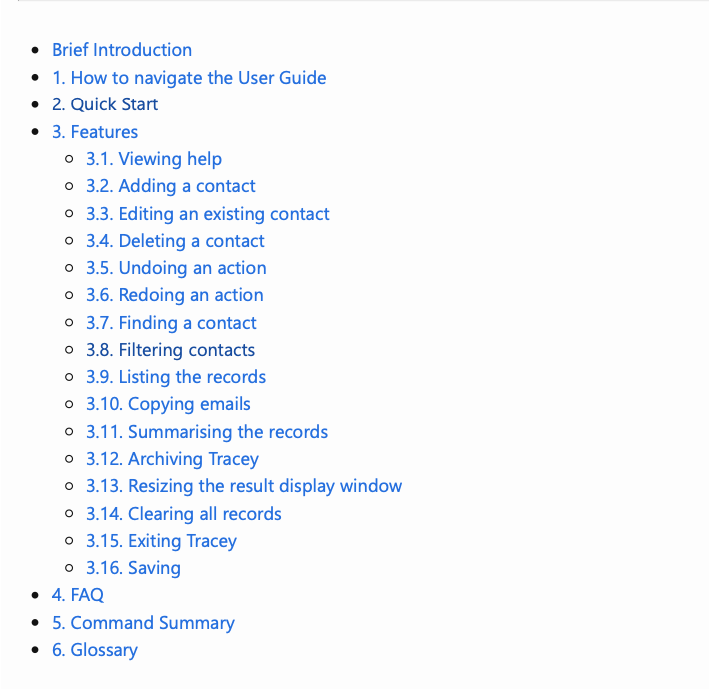 Brief Introduction
1. How to navigate the User Guide
2. Quick Start
3. Features
3.1. Viewing help
3.2. Adding a contact
3.3. Editing an existing contact
3.4. Deleting a contact
3.5. Undoing an action
3.6. Redoing an action
3.7. Finding a contact
3.8. Filtering contacts
3.9. Listing the records
3.10. Copying emails
3.11. Summarising the records
3.12. Archiving Tracey
3.13. Resizing the result display window
3.14. Clearing all records
3.15. Exiting Tracey
3.16. Saving
4. FAQ
5. Command Summary
6. Glossary